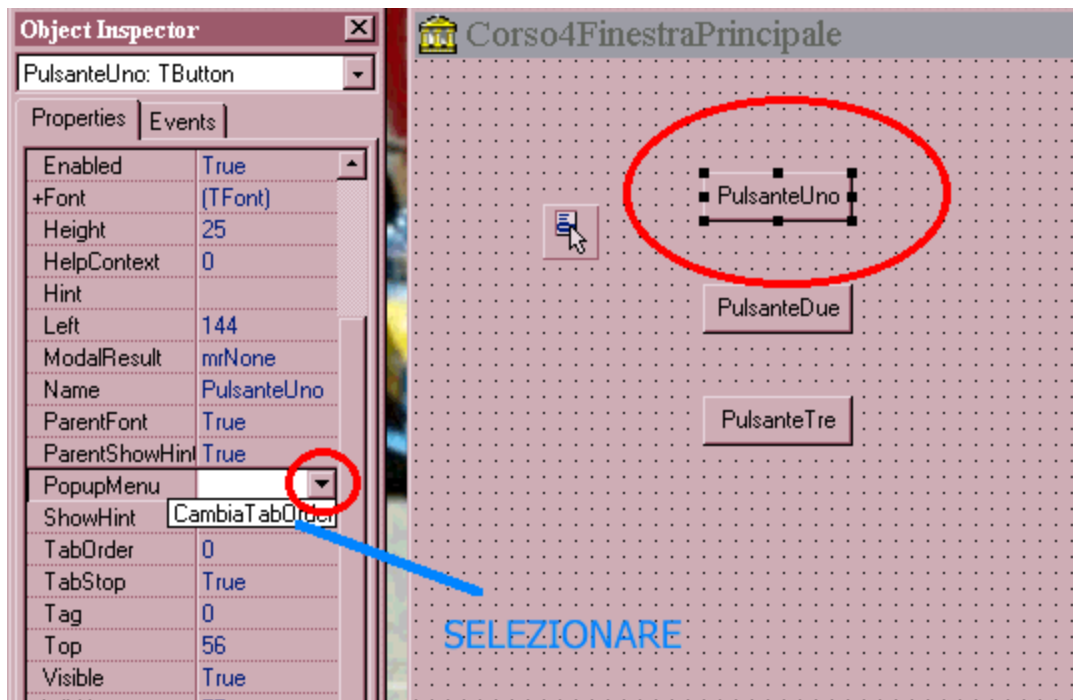 Object Inspector
PulsanteUno: TButton
Properties Events
Enabled True
+Font (TFont)
Height 25
HelpContext 0
Hint
Left 144
ModalResult mrNone
Name PulsanteUno
ParentFont True
ParentShowHint True
PopupMenu
CambiaTabOrder
ShowHint
TabOrder 0
TabStop True
Tag 0
Top 56
Visible True
Corso4FinestraPrincipale
PulsanteUno
PulsanteDue
PulsanteTre
SELEZIONARE